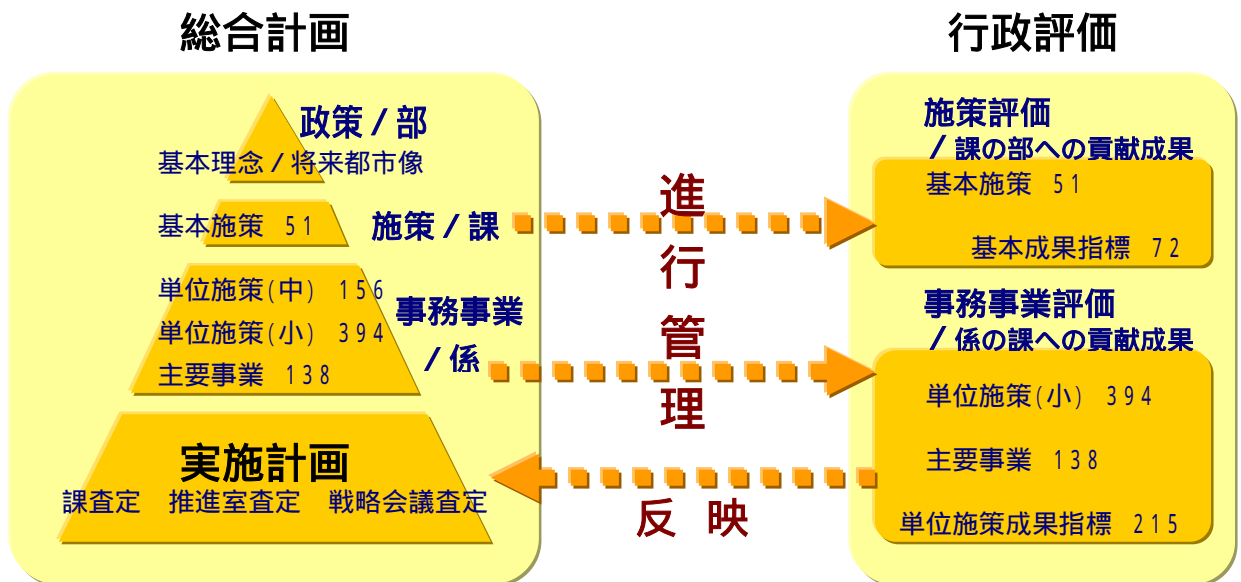 総合計画
政策/部
基本理念/将来都市像
基本施策 51
施策/課
単位施策(中) 156
単位施策(小) 394
主要事業 138
事務事業
/係
実施計画
課査定 推進室査定 戦略会議査定
進
行
管
理
反 映
行政評価
施策評価
/課の部への貢献成果
基本施策 51
基本成果指標 72
事務事業評価
/係の課への貢献成果
単位施策(小) 394
主要事業 138
単位施策成果指標 215